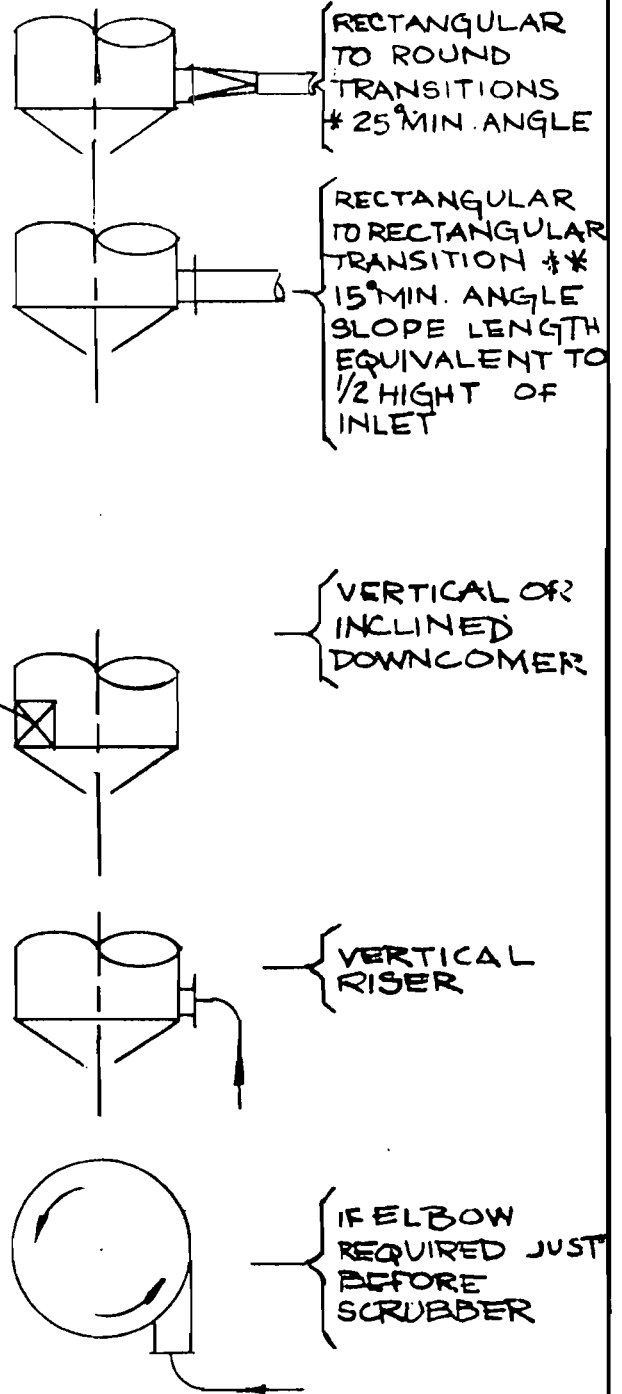 RECTANGULAR
TO ROUND
TRANSITIONS
* 25° MIN. ANGLE
RECTANGULAR
TO RECTANGULAR
TRANSITION **
15° MIN. ANGLE
SLOPE LENGTH
EQUIVALENT TO
1/2 HIGHT OF
INLET
VERTICAL OR
INCLINED
DOWNCOMER
VERTICAL
RISER
IF ELBOW
REQUIRED JUST
BEFORE
SCRUBBER